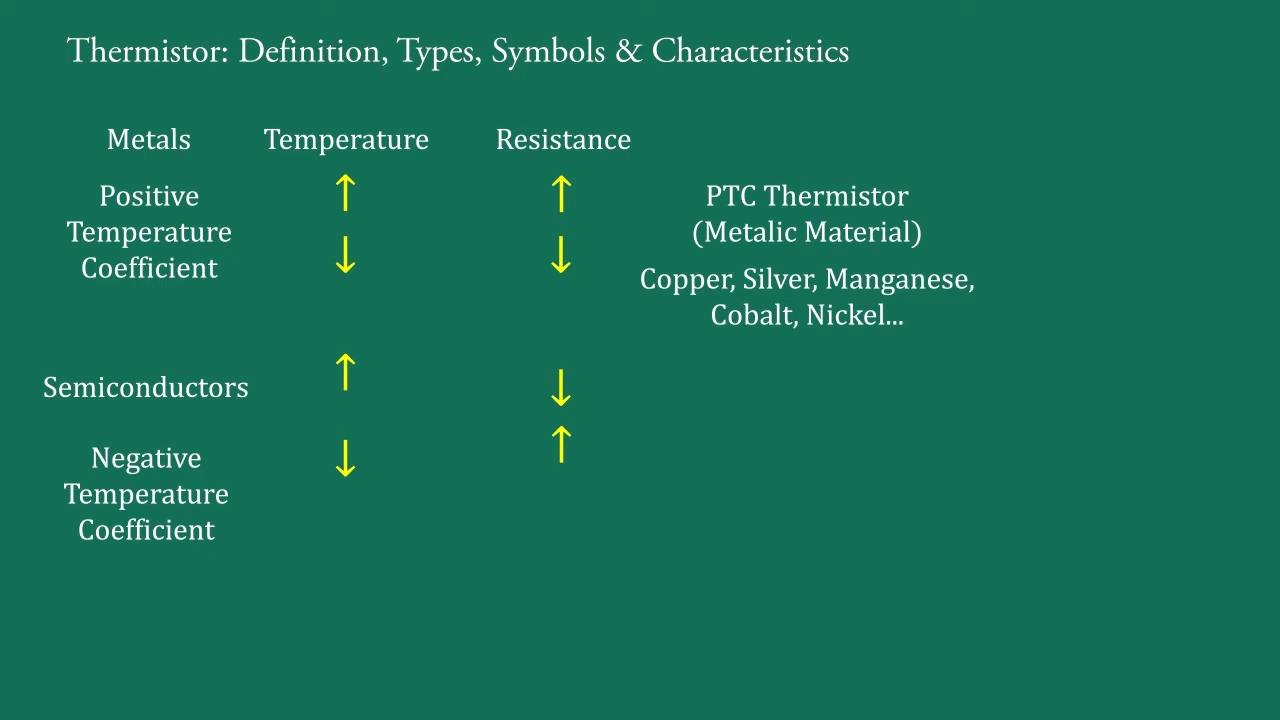 Thermistor: Definition, Types, Symbols & Characteristics
Metals Temperature Resistance
Positive
Temperature
Coefficient
↑ ↑
↓ ↓
PTC Thermistor
(Metalic Material)
Copper, Silver, Manganese,
Cobalt, Nickel...
Semiconductors
↑ ↓
↓ ↑
Negative
Temperature
Coefficient